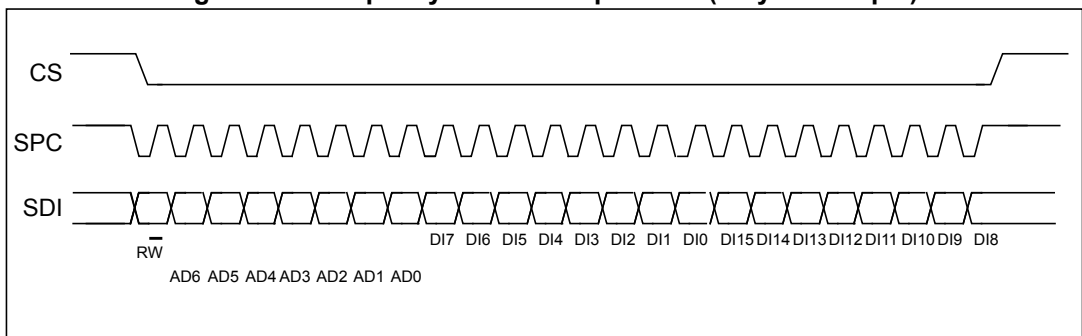 CS
SPC
SDI
RW
DI7 DI6 DI5 DI4 DI3 DI2 DI1 DI0 DI15 DI14 DI13 DI12 DI11 DI10 DI9 DI8
AD6 AD5 AD4 AD3 AD2 AD1 AD0